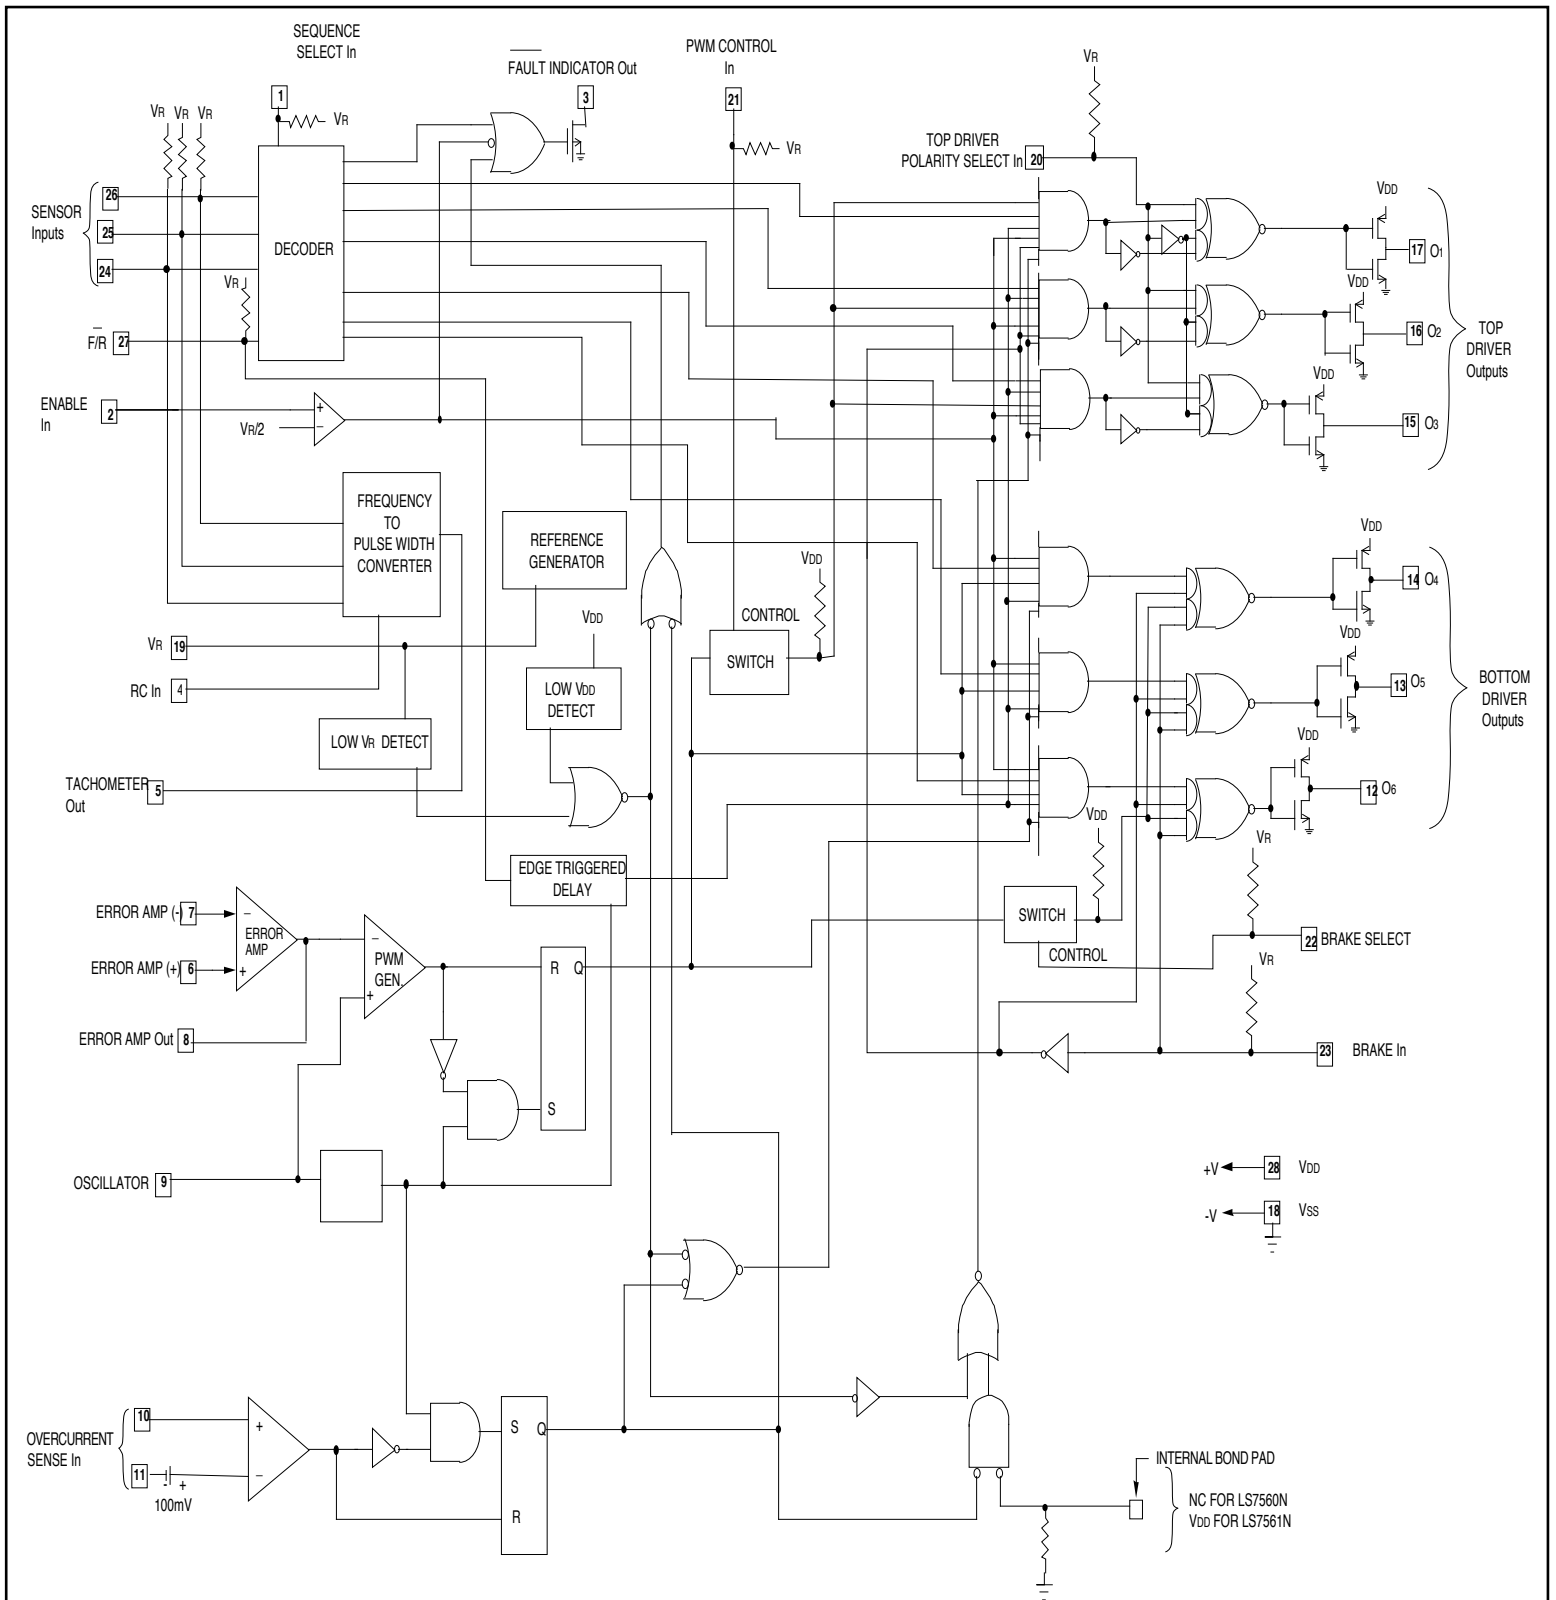 SEQUENCE
SELECT In
1
VR
FAULT INDICATOR Out
3
PWM CONTROL
In
21
VR
VR
TOP DRIVER
POLARITY SELECT In
20
VR
VR
VR
SENSOR
Inputs
26
25
24
DECODER
VR
F/R
27
ENABLE
In
2
VR/2
+
–
VDD
17
O1
VDD
16
O2
VDD
15
O3
TOP
DRIVER
Outputs
FREQUENCY
TO
PULSE WIDTH
CONVERTER
REFERENCE
GENERATOR
VDD
VDD
CONTROL
SWITCH
LOW VDD
DETECT
VR
19
RC In
4
LOW VR DETECT
TACHOMETER
Out
5
VDD
14
O4
VDD
13
O5
VDD
12
O6
BOTTOM
DRIVER
Outputs
EDGE TRIGGERED
DELAY
VDD
SWITCH
CONTROL
VR
22
BRAKE SELECT
VR
23
BRAKE In
ERROR AMP (-)
7
–
ERROR
AMP
+
ERROR AMP (+)
6
ERROR AMP Out
8
–
PWM
GEN.
+
R
Q
S
OSCILLATOR
9
+V
28
VDD
-V
18
VSS
OVERCURRENT
SENSE In
10
11
- +
100mV
+
–
S
Q
R
INTERNAL BOND PAD
NC FOR LS7560N
VDD FOR LS7561N